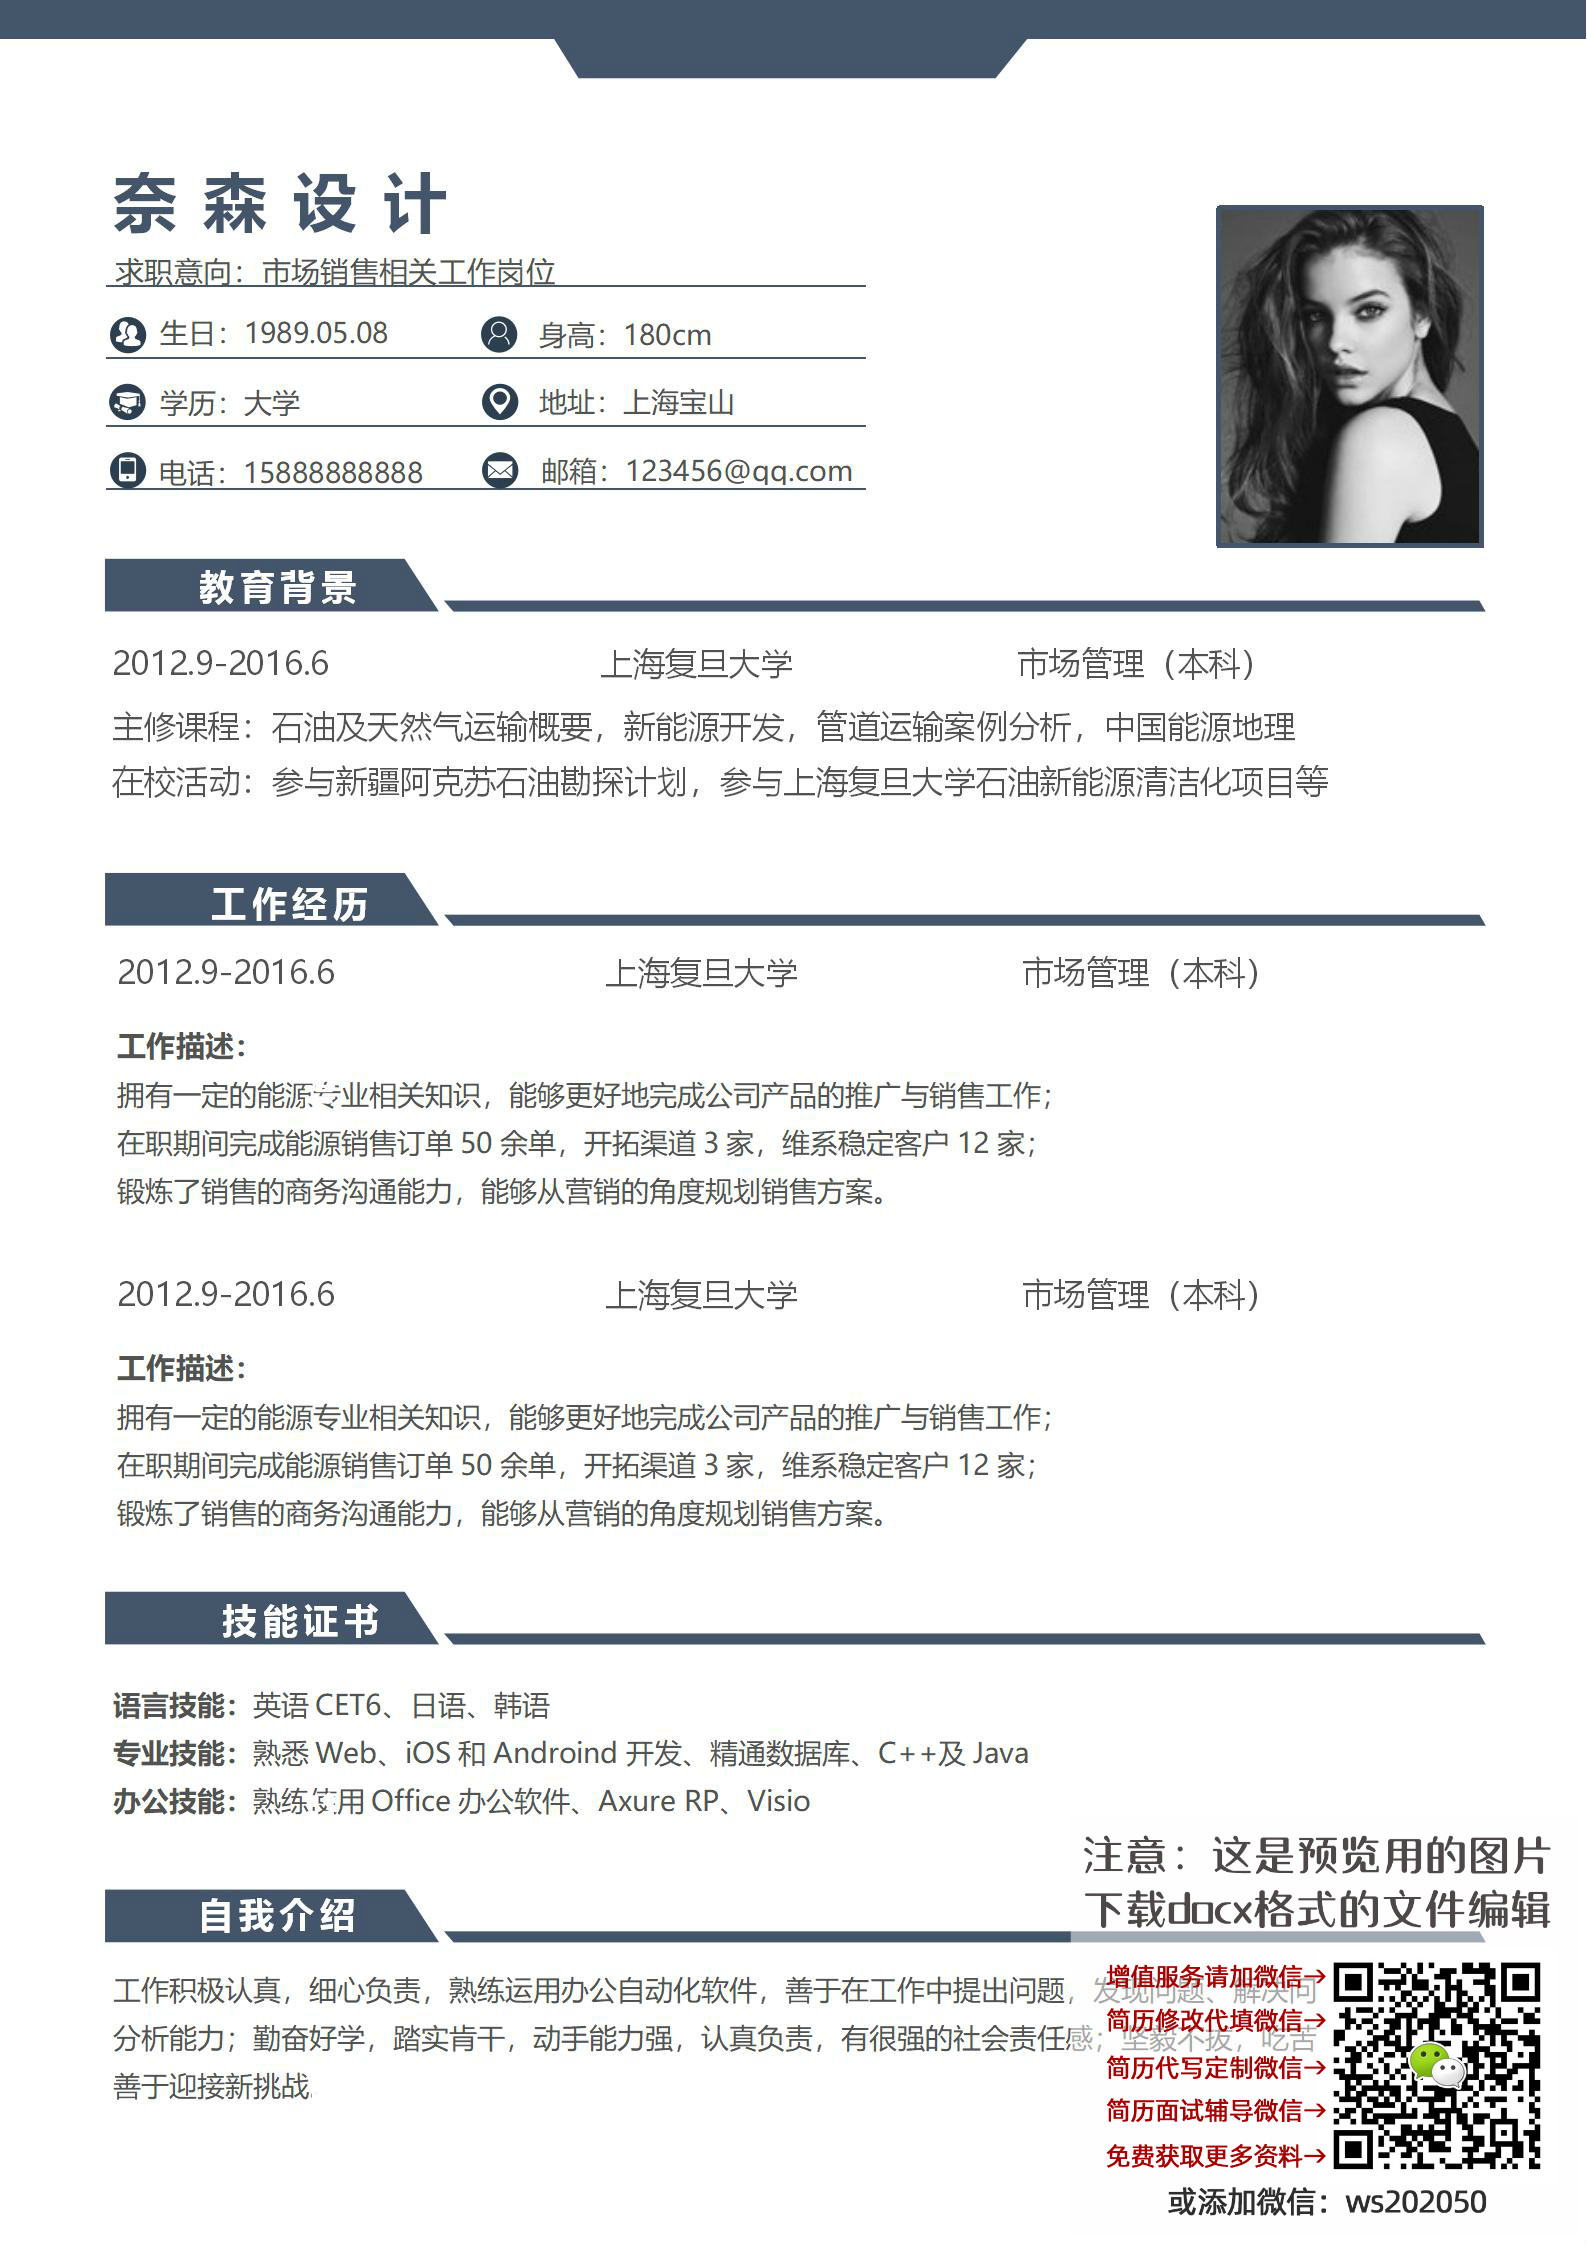 奈森设计
求职意向：市场销售相关工作岗位
生日：1989.05.08 身高：180cm
学历：大学 地址：上海宝山
电话：15888888888 邮箱：123456@qq.com
教育背景
2012.9-2016.6 上海复旦大学 市场管理（本科）
主修课程：石油及天然气运输概要，新能源开发，管道运输案例分析，中国能源地理
在校活动：参与新疆阿克苏石油勘探计划，参与上海复旦大学石油新能源清洁化项目等
工作经历
2012.9-2016.6 上海复旦大学 市场管理（本科）
工作描述：
拥有一定的能源专业相关知识，能够更好地完成公司产品的推广与销售工作；
在职期间完成能源销售订单 50 余单，开拓渠道 3 家，维系稳定客户 12 家；
锻炼了销售的商务沟通能力，能够从营销的角度规划销售方案。
2012.9-2016.6 上海复旦大学 市场管理（本科）
工作描述：
拥有一定的能源专业相关知识，能够更好地完成公司产品的推广与销售工作；
在职期间完成能源销售订单 50 余单，开拓渠道 3 家，维系稳定客户 12 家；
锻炼了销售的商务沟通能力，能够从营销的角度规划销售方案。
技能证书
语言技能：英语 CET6、日语、韩语
专业技能：熟悉 Web、iOS 和 Androind 开发、精通数据库、C++及 Java
办公技能：熟练使用 Office 办公软件、Axure RP、Visio
注意：这是预览用的图片
下载docx格式的文件编辑
自我介绍
工作积极认真，细心负责，熟练运用办公自动化软件，善于在工作中提出问题，发现问题、解决问
分析能力；勤奋好学，踏实肯干，动手能力强，认真负责，有很强的社会责任感；坚毅不拔，吃苦
善于迎接新挑战
增值服务请加微信→
简历修改代填微信→
简历代写定制微信→
简历面试辅导微信→
免费获取更多资料→
或添加微信：ws202050